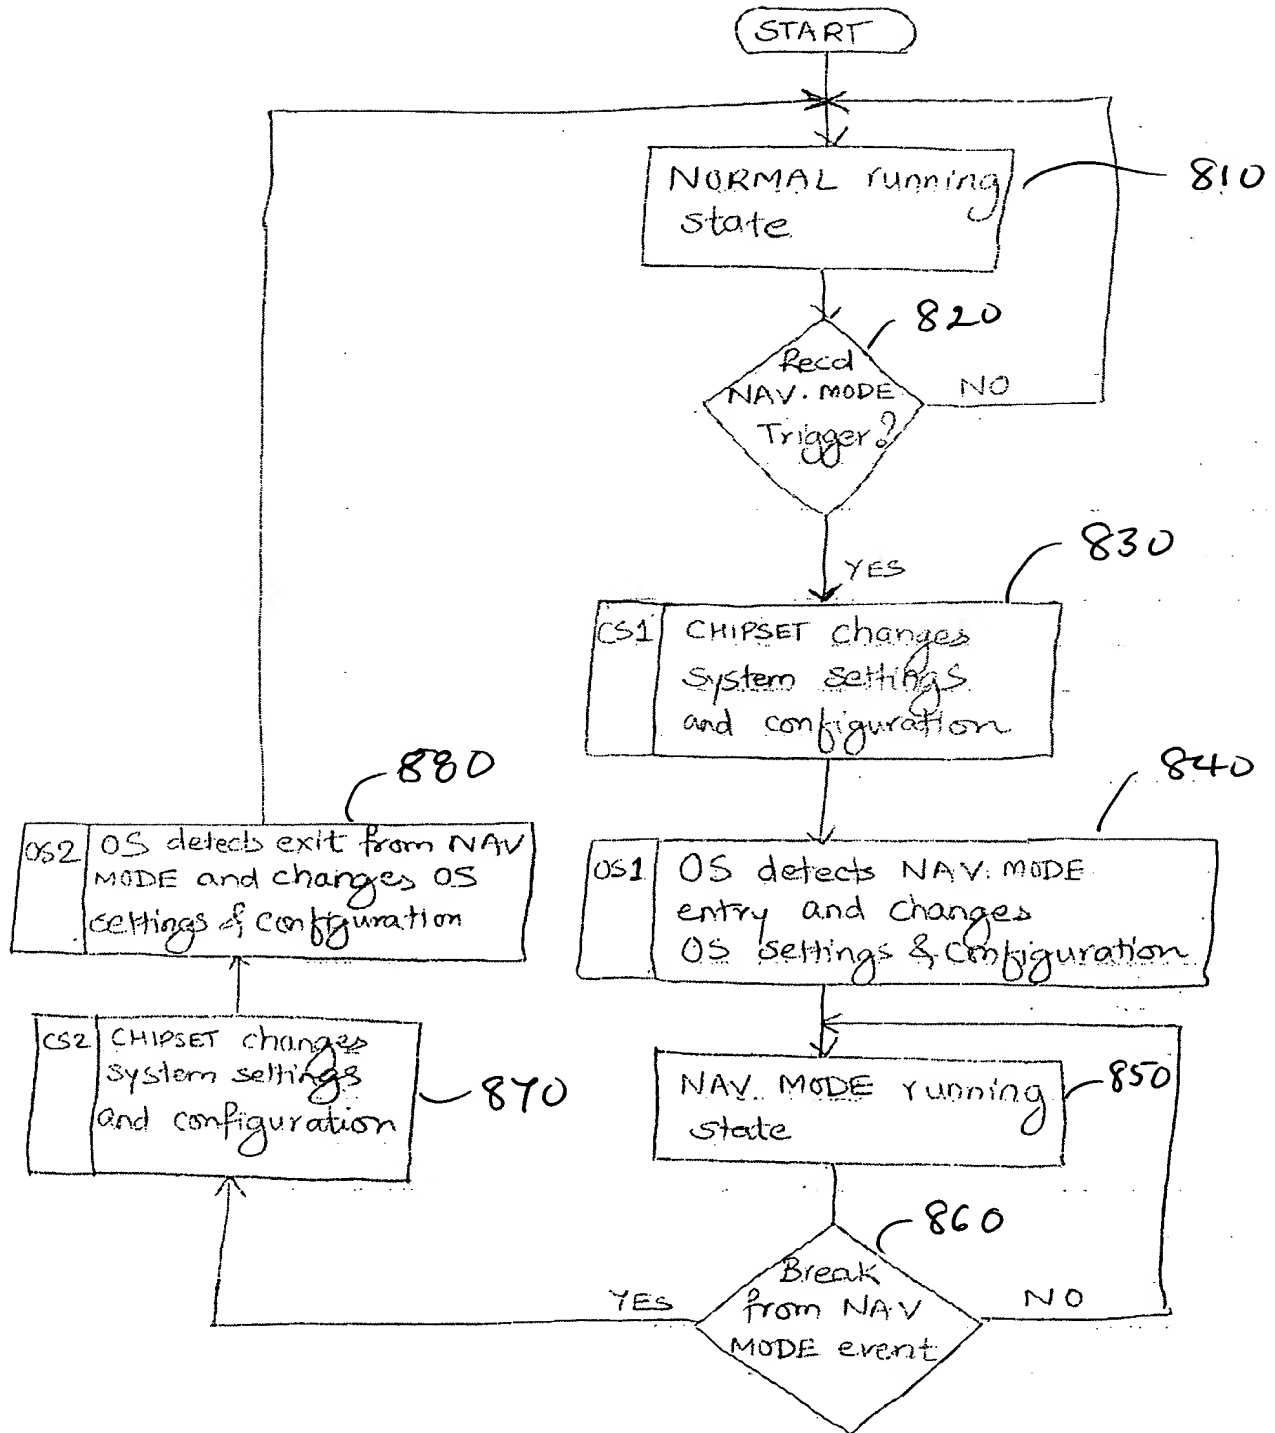 START
NORMAL running
state
810
820
Recd
NAV. MODE
Trigger?
NO
YES
830
CS1
CHIPSET changes
system settings
and configuration
840
OS1
OS detects NAV. MODE
entry and changes
OS settings & configuration
850
NAV. MODE running
state
860
Break
from NAV
MODE event
NO
YES
870
CS2
CHIPSET changes
system settings
and configuration
880
OS2
OS detects exit from NAV
MODE and changes OS
settings & configuration